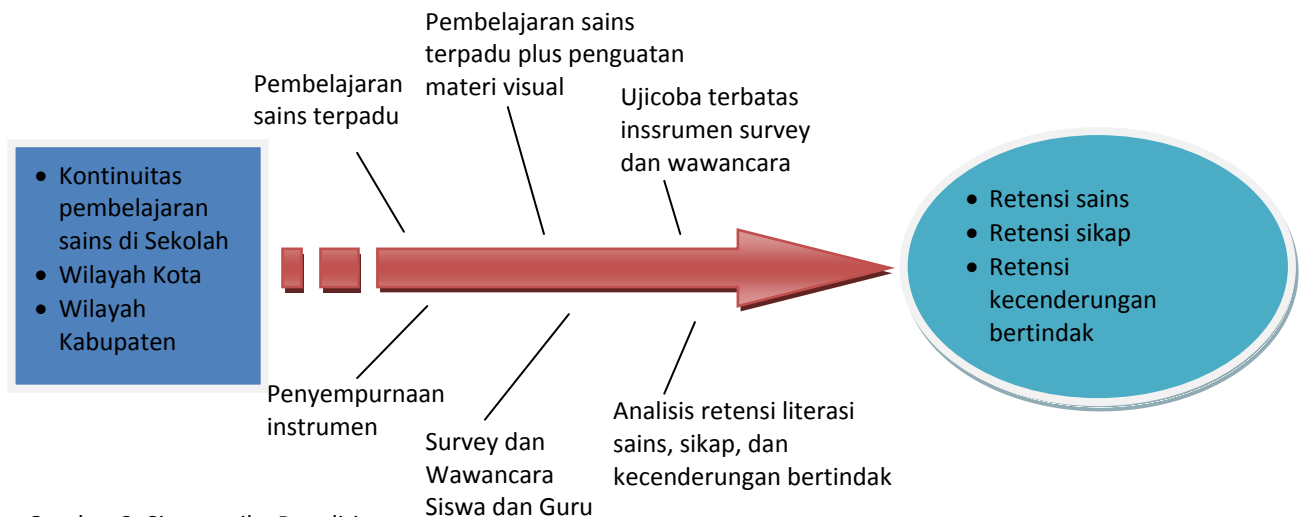 Pembelajaran sains
terpadu plus penguatan
materi visual
Pembelajaran
sains terpadu
Ujicoba terbatas
inssrumen survey
dan wawancara
• Kontinuitas
pembelajaran
sains di Sekolah
• Wilayah Kota
• Wilayah
Kabupaten
• Retensi sains
• Retensi sikap
• Retensi
kecenderungan
bertindak
Penyempurnaan
instrumen
Survey dan
Wawancara
Siswa dan Guru
Analisis retensi literasi
sains, sikap, dan
kecenderungan bertindak